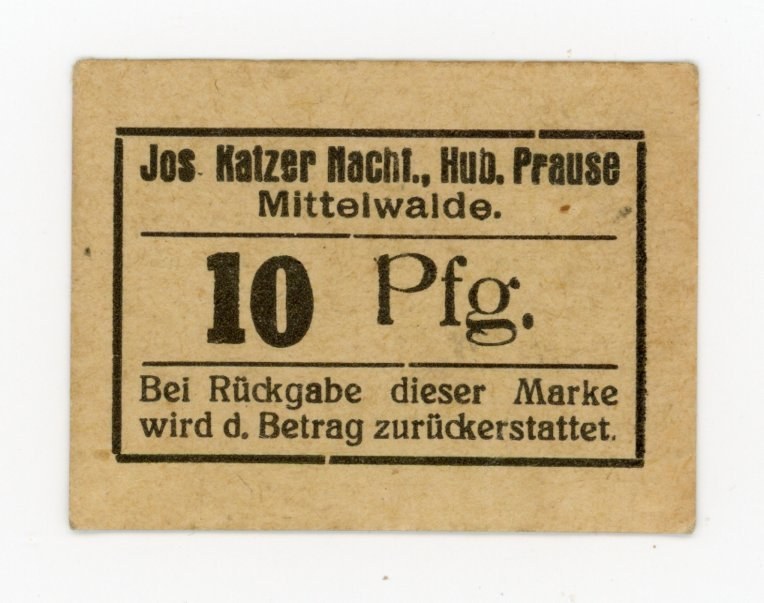 Jos. Katzer Nachf., Hub. Prause
Mittelwalde.
10 Pfg.
Bei Rückgabe dieser Marke
wird d. Betrag zurückerstattet.